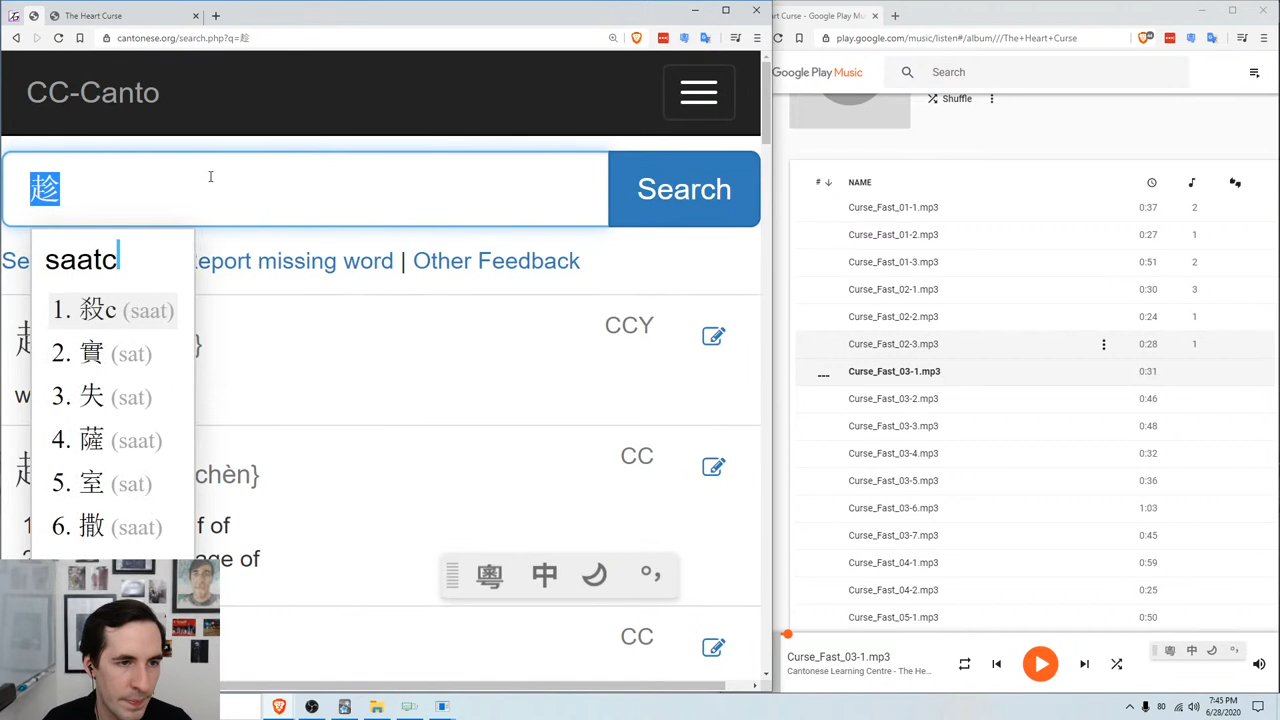 The Heart Curse
cantonese.org/search.php?q=趁
CC-Canto
趁
Search
saatc
Report missing word | Other Feedback
1. 殺c (saat)
2. 實 (sat)
3. 失 (sat)
4. 薩 (saat)
5. 室 (sat)
6. 撒 (saat)
CCY
CC
chèn}
f of
age of
CC
粵 中
t Curse - Google Play Music
play.google.com/music/listen#/album///The+Heart+Curse
Google Play Music
Search
Shuffle
# NAME
Curse_Fast_01-1.mp3 0:37 2
Curse_Fast_01-2.mp3 0:27 1
Curse_Fast_01-3.mp3 0:51 2
Curse_Fast_02-1.mp3 0:30 3
Curse_Fast_02-2.mp3 0:24 1
Curse_Fast_02-3.mp3 0:28 1
Curse_Fast_03-1.mp3 0:31
Curse_Fast_03-2.mp3 0:46
Curse_Fast_03-3.mp3 0:48
Curse_Fast_03-4.mp3 0:32
Curse_Fast_03-5.mp3 0:36
Curse_Fast_03-6.mp3 1:03
Curse_Fast_03-7.mp3 0:45
Curse_Fast_04-1.mp3 0:59
Curse_Fast_04-2.mp3 0:25
Curse_Fast_05-1.mp3 0:50
Curse_Fast_03-1.mp3
Cantonese Learning Centre - The He...
粵 中
80
7:45 PM
6/28/2020